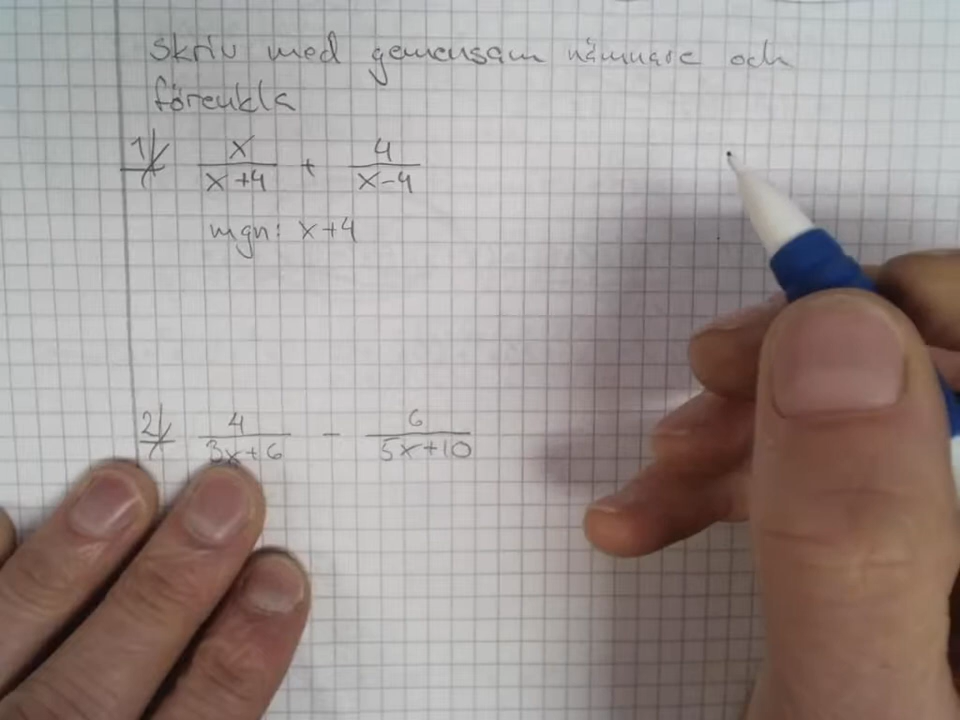 Skriv med gemensam nämnare och
förenkla
1/ x/(x+4) + 4/(x-4)
mgn: x+4
2/ 4/(3x+6) - 6/(5x+10)